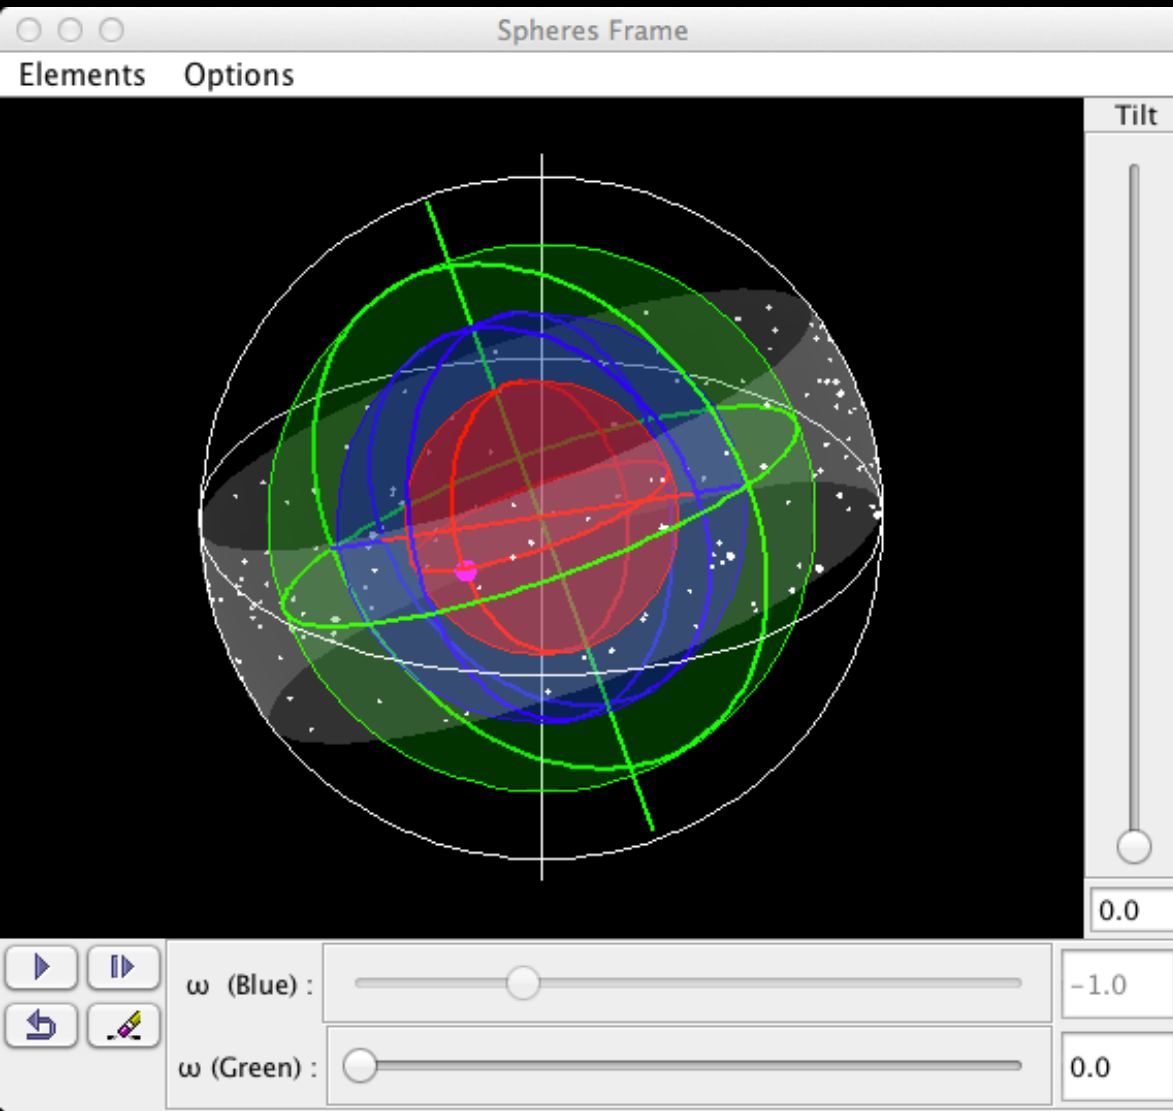 Spheres Frame
Elements Options
Tilt
0.0
ω (Blue) : -1.0
ω (Green) : 0.0